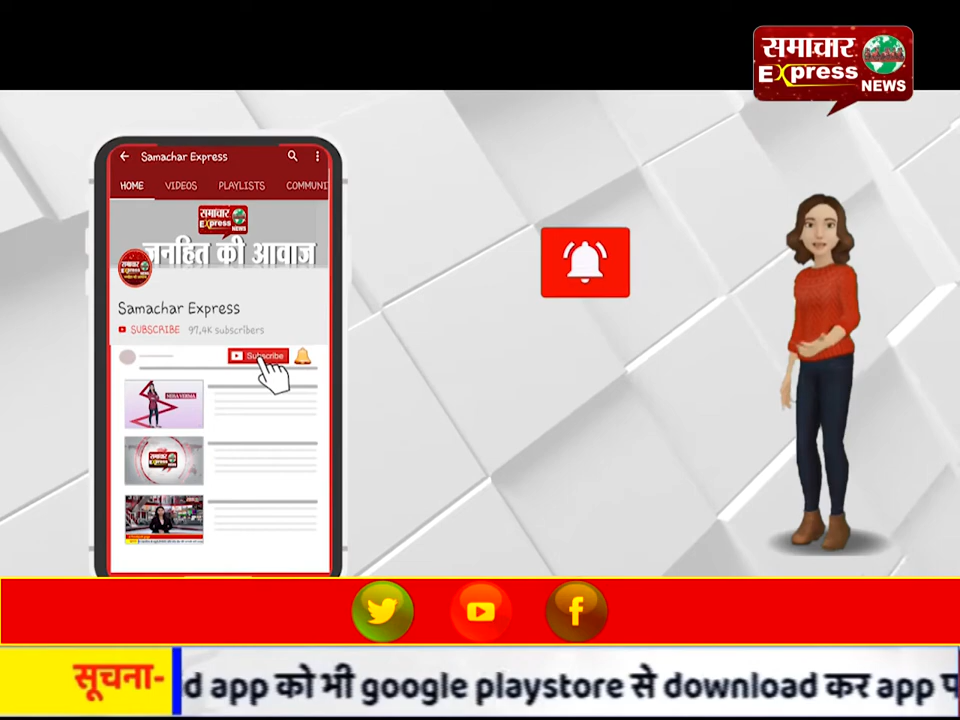 समाचार
Express
NEWS
Samachar Express
HOME VIDEOS PLAYLISTS COMMUNI
समाचार
Express
NEWS
जनहित की आवाज
Samachar Express
SUBSCRIBE 97.4K subscribers
Subscribe
सूचना- d app को भी google playstore से download कर app प